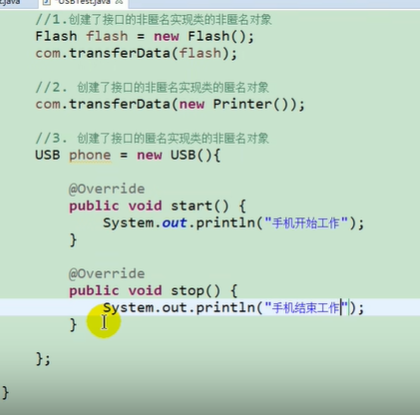 USBTest.java
//1.创建了接口的非匿名实现类的非匿名对象
Flash flash = new Flash();
com.transferData(flash);
//2. 创建了接口的非匿名实现类的匿名对象
com.transferData(new Printer());
//3. 创建了接口的匿名实现类的非匿名对象
USB phone = new USB(){
@Override
public void start() {
System.out.println("手机开始工作");
}
@Override
public void stop() {
System.out.println("手机结束工作");
}
};
}